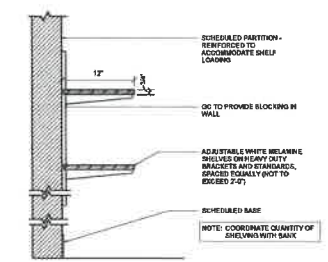 SCHEDULED PARTITION -
REINFORCED TO
ACCOMMODATE SHELF
LOADING
12"
3/4"
GC TO PROVIDE BLOCKING IN
WALL
ADJUSTABLE WHITE MELAMINE
SHELVES ON HEAVY DUTY
BRACKETS AND STANDARDS,
SPACED EQUALLY (NOT TO
EXCEED 2'-0")
SCHEDULED BASE
NOTE: COORDINATE QUANTITY OF
SHELVING WITH BANK